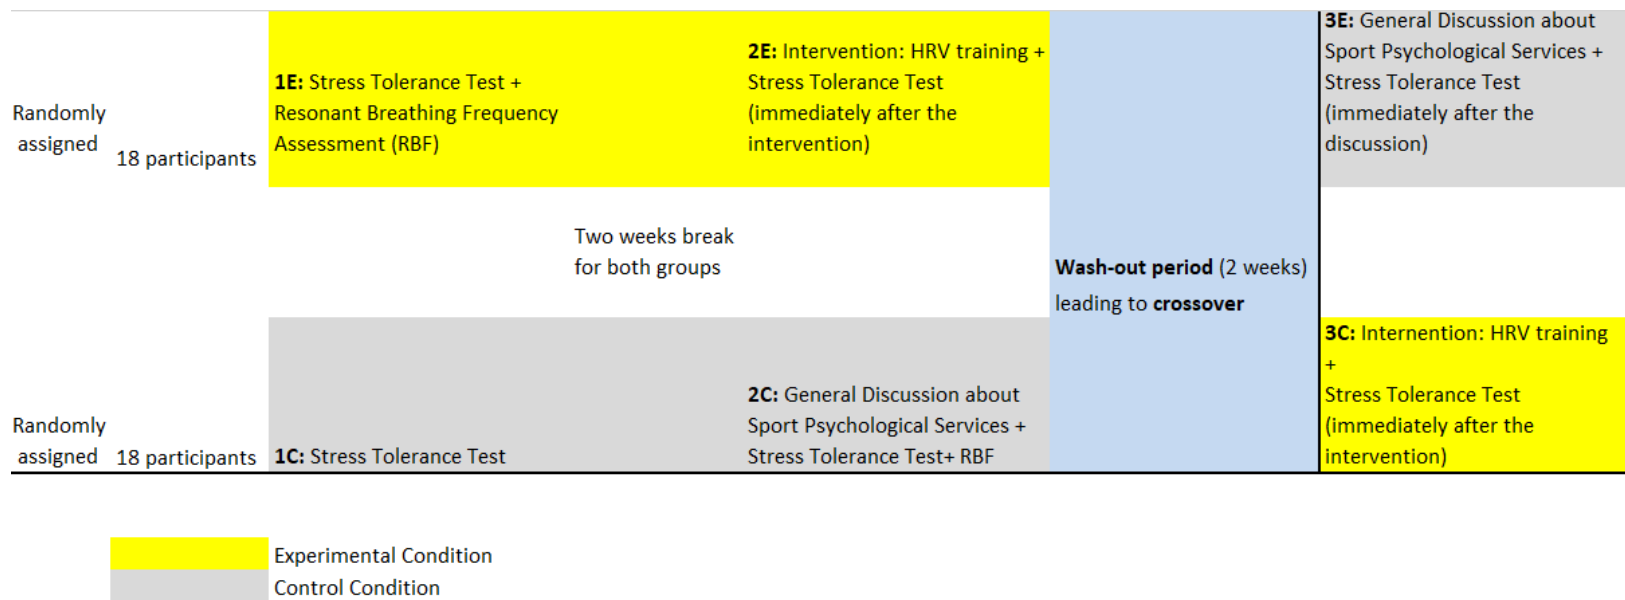 Randomly
assigned
18 participants
1E: Stress Tolerance Test +
Resonant Breathing Frequency
Assessment (RBF)
2E: Intervention: HRV training +
Stress Tolerance Test
(immediately after the
intervention)
3E: General Discussion about
Sport Psychological Services +
Stress Tolerance Test
(immediately after the
discussion)
Two weeks break
for both groups
Wash-out period (2 weeks)
leading to crossover
Randomly
assigned
18 participants
1C: Stress Tolerance Test
2C: General Discussion about
Sport Psychological Services +
Stress Tolerance Test+ RBF
3C: Internention: HRV training
+
Stress Tolerance Test
(immediately after the
intervention)
Experimental Condition
Control Condition